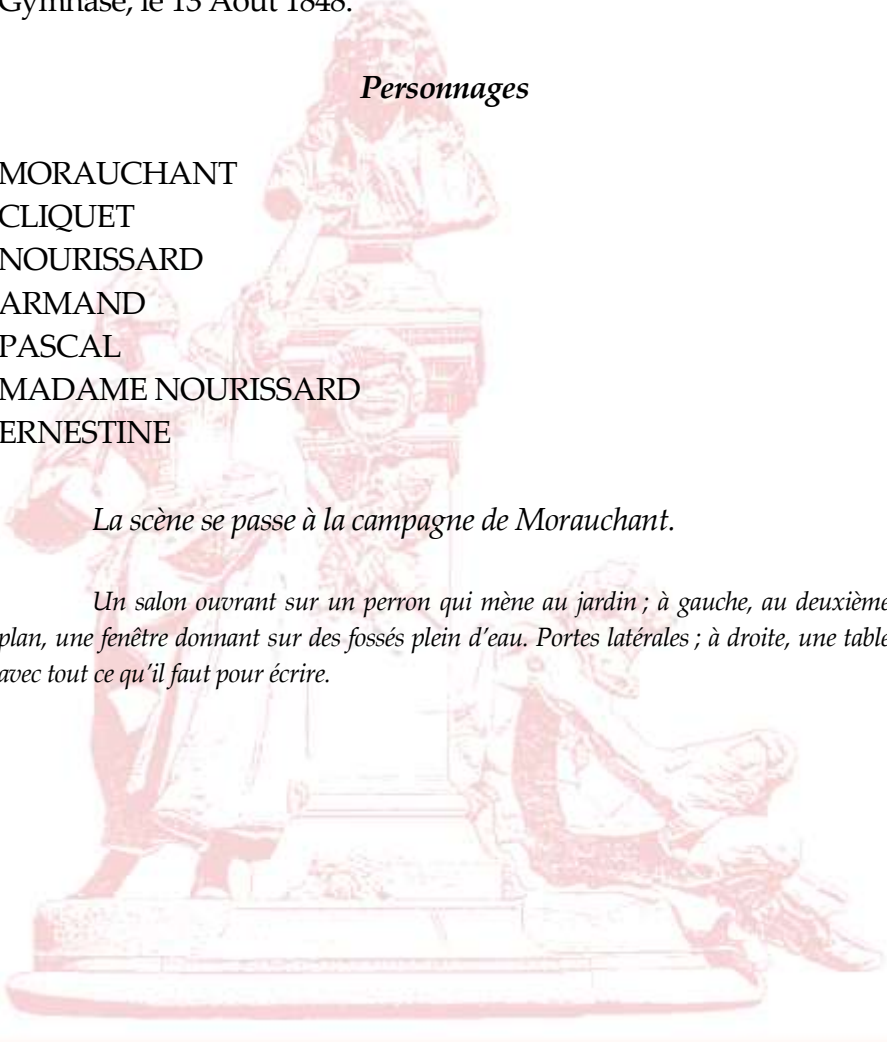 Gymnase, le 13 Août 1848.
Personnages
MORAUCHANT
CLIQUET
NOURISSARD
ARMAND
PASCAL
MADAME NOURISSARD
ERNESTINE
La scène se passe à la campagne de Morauchant.
Un salon ouvrant sur un perron qui mène au jardin ; à gauche, au deuxième
plan, une fenêtre donnant sur des fossés plein d’eau. Portes latérales ; à droite, une table
avec tout ce qu’il faut pour écrire.